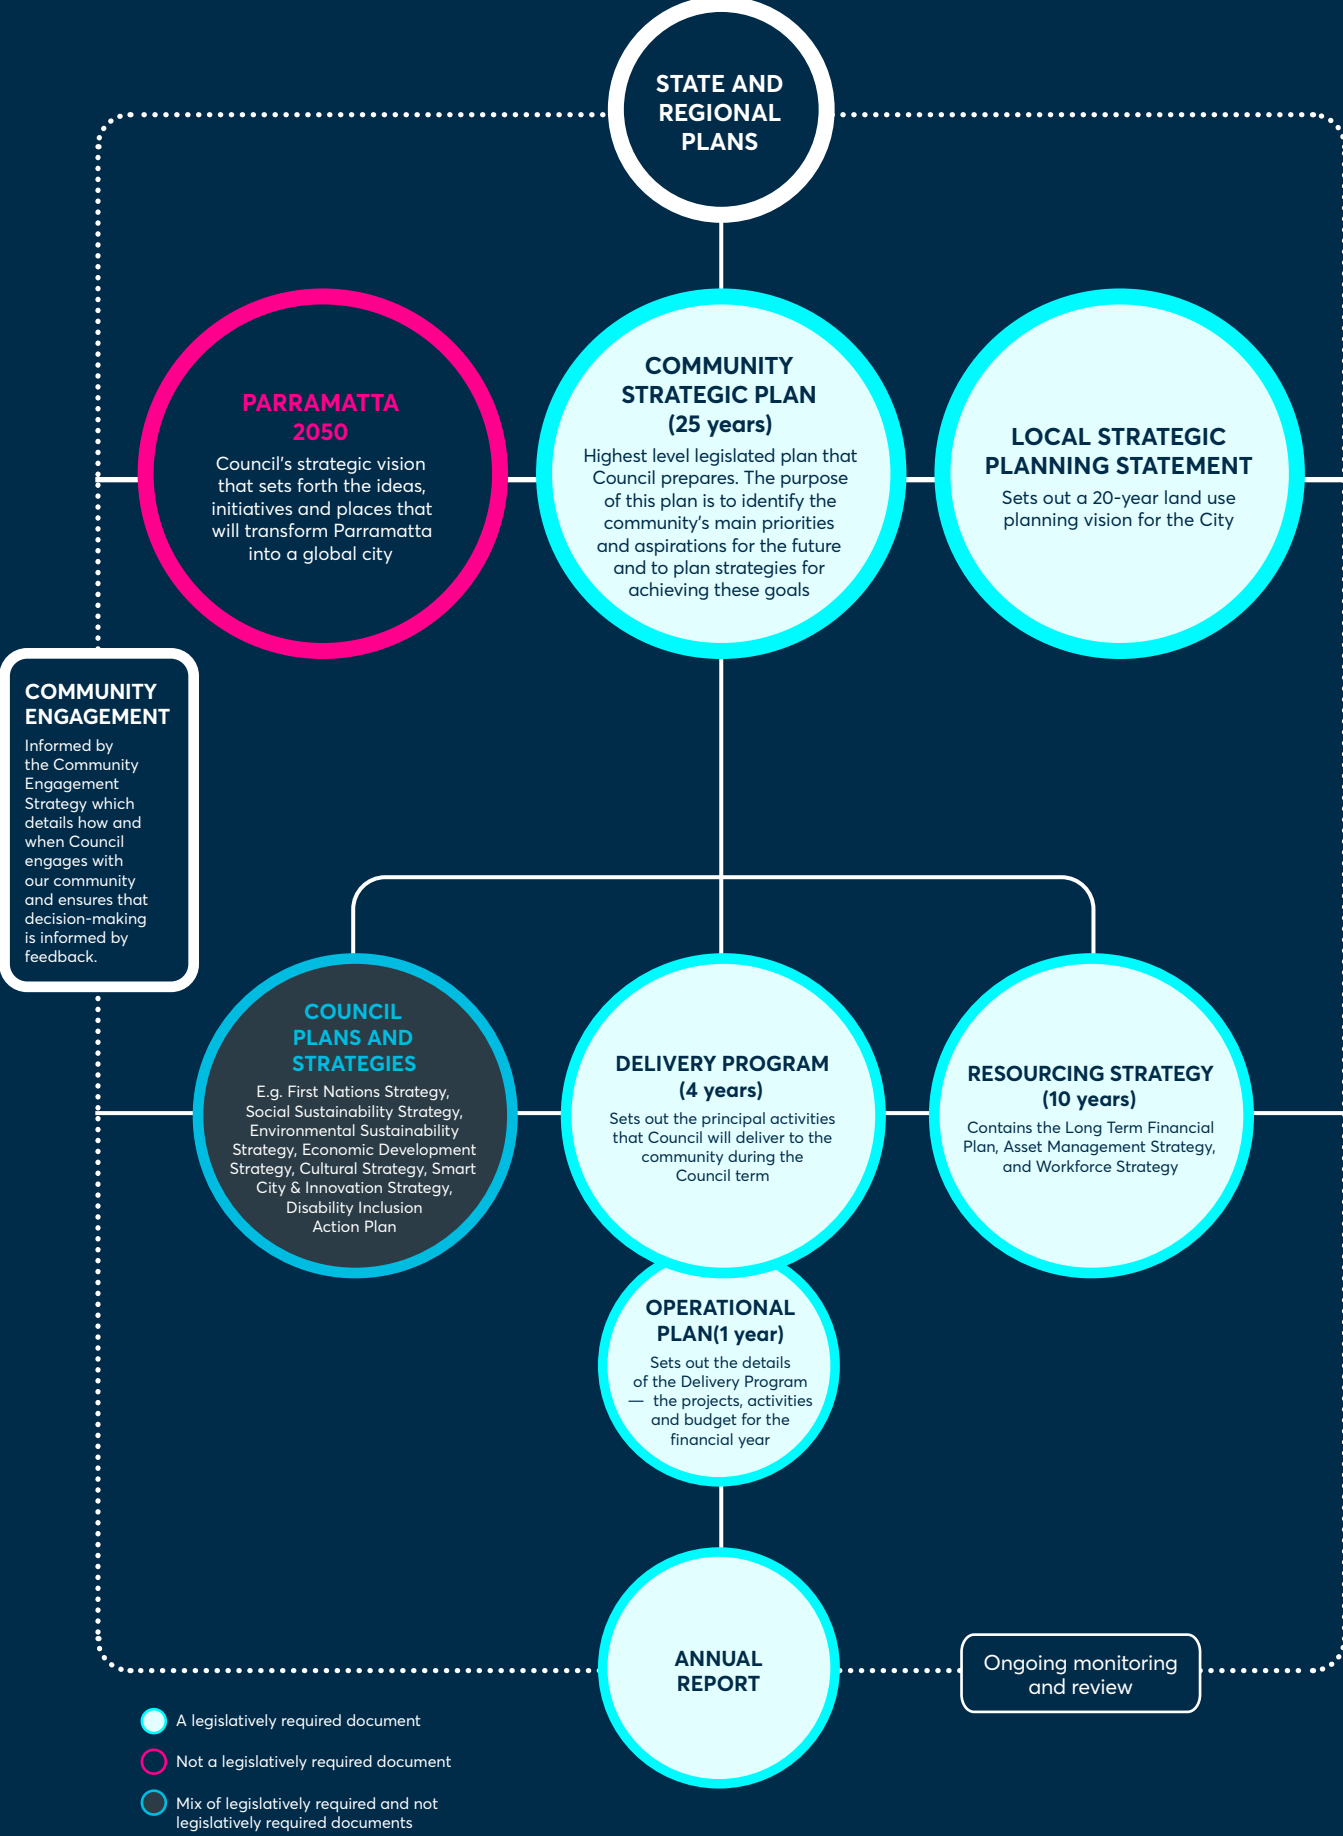 STATE AND
REGIONAL
PLANS
PARRAMATTA
2050
Council's strategic vision
that sets forth the ideas,
initiatives and places that
will transform Parramatta
into a global city
COMMUNITY
STRATEGIC PLAN
(25 years)
Highest level legislated plan that
Council prepares. The purpose
of this plan is to identify the
community's main priorities
and aspirations for the future
and to plan strategies for
achieving these goals
LOCAL STRATEGIC
PLANNING STATEMENT
Sets out a 20-year land use
planning vision for the City
COMMUNITY
ENGAGEMENT
Informed by
the Community
Engagement
Strategy which
details how and
when Council
engages with
our community
and ensures that
decision-making
is informed by
feedback.
COUNCIL
PLANS AND
STRATEGIES
E.g. First Nations Strategy,
Social Sustainability Strategy,
Environmental Sustainability
Strategy, Economic Development
Strategy, Cultural Strategy, Smart
City & Innovation Strategy,
Disability Inclusion
Action Plan
DELIVERY PROGRAM
(4 years)
Sets out the principal activities
that Council will deliver to the
community during the
Council term
RESOURCING STRATEGY
(10 years)
Contains the Long Term Financial
Plan, Asset Management Strategy,
and Workforce Strategy
OPERATIONAL
PLAN(1 year)
Sets out the details
of the Delivery Program
— the projects, activities
and budget for the
financial year
ANNUAL
REPORT
Ongoing monitoring
and review
A legislatively required document
Not a legislatively required document
Mix of legislatively required and not
legislatively required documents